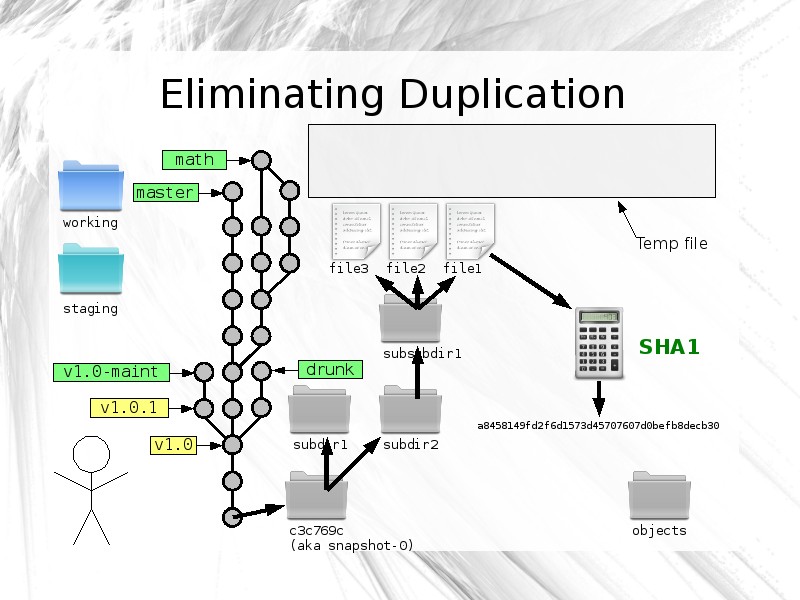 Eliminating Duplication
math
master
working
staging
v1.0-maint
v1.0.1
v1.0
drunk
Temp file
file3
file2
file1
subsubdir1
subdir1
subdir2
SHA1
a8458149fd2f6d1573d45707607d0befb8decb30
c3c769c
(aka snapshot-0)
objects